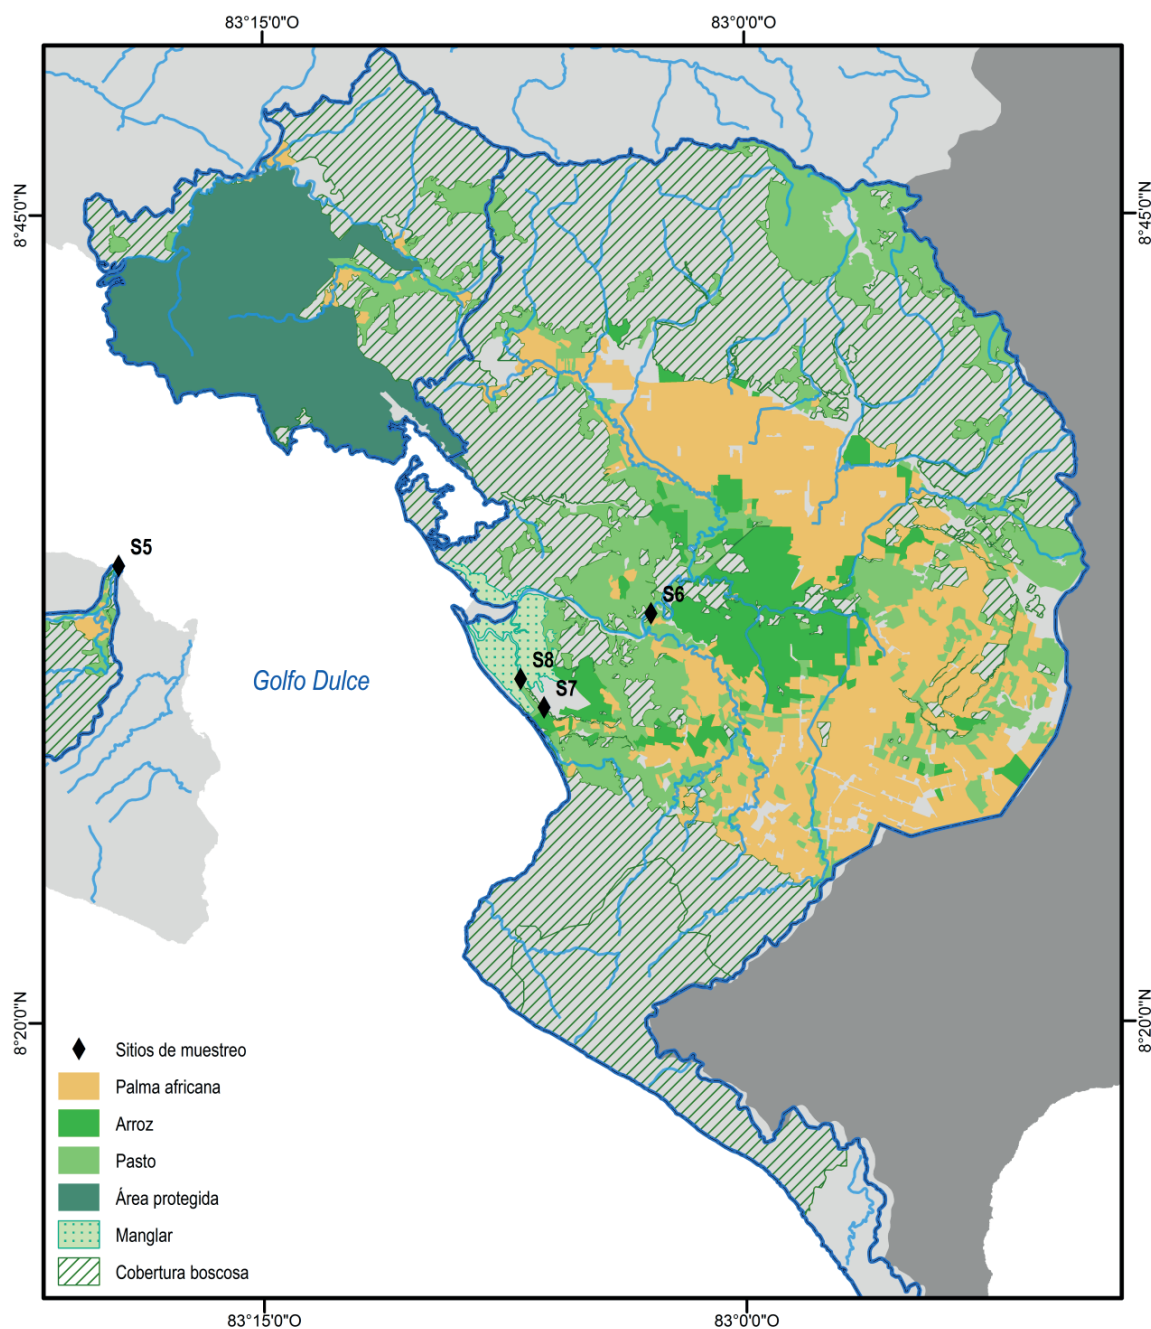 83°15'0"O
83°0'0"O
8°45'0"N
8°45'0"N
S5
S6
S8
S7
Golfo Dulce
8°20'0"N
8°20'0"N
Sitios de muestreo
Palma africana
Arroz
Pasto
Área protegida
Manglar
Cobertura boscosa
83°15'0"O
83°0'0"O